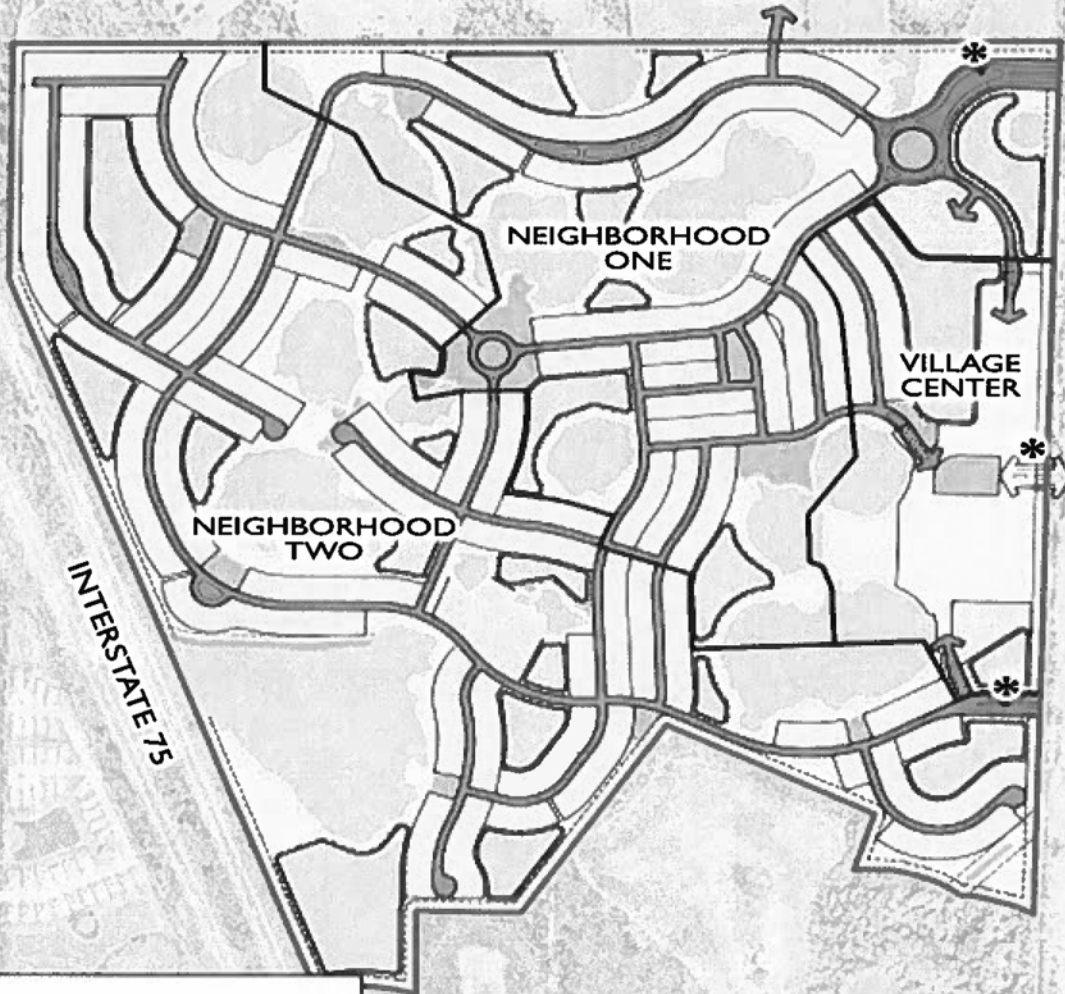 NEIGHBORHOOD
ONE
VILLAGE
CENTER
NEIGHBORHOOD
TWO
INTERSTATE 75